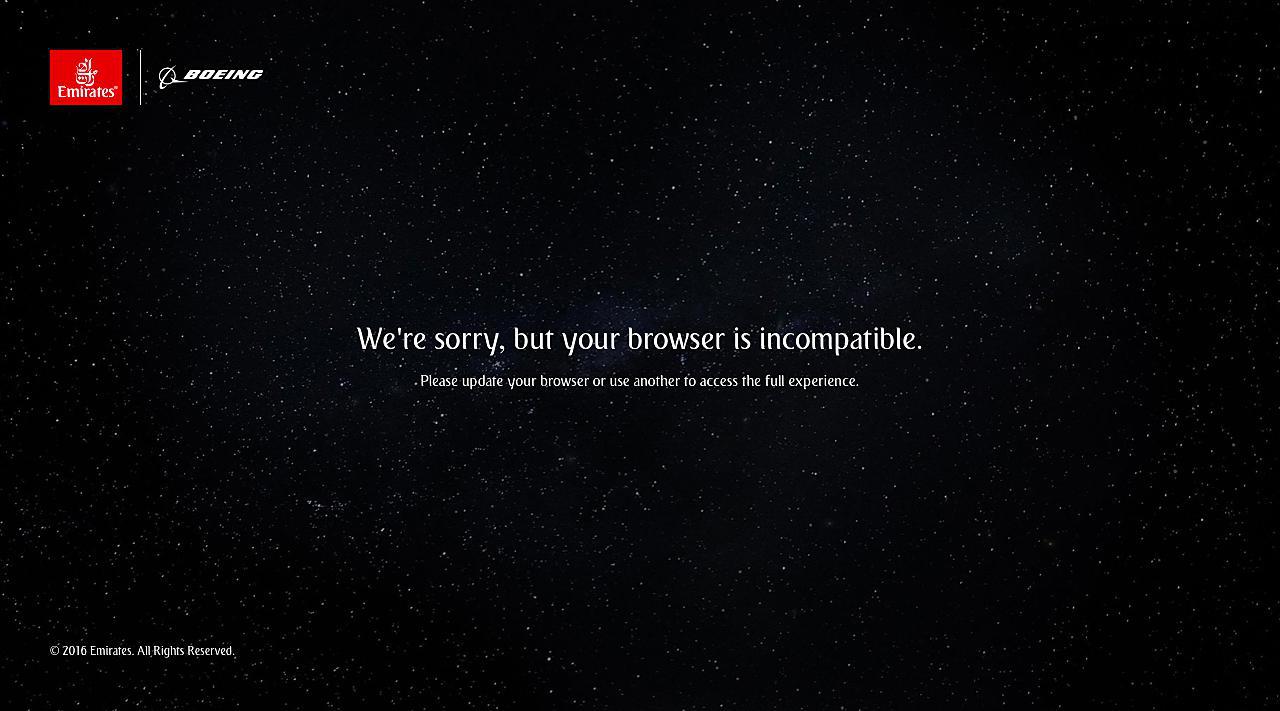 Emirates
BOEING
We're sorry, but your browser is incompatible.
Please update your browser or use another to access the full experience.
© 2016 Emirates. All Rights Reserved.